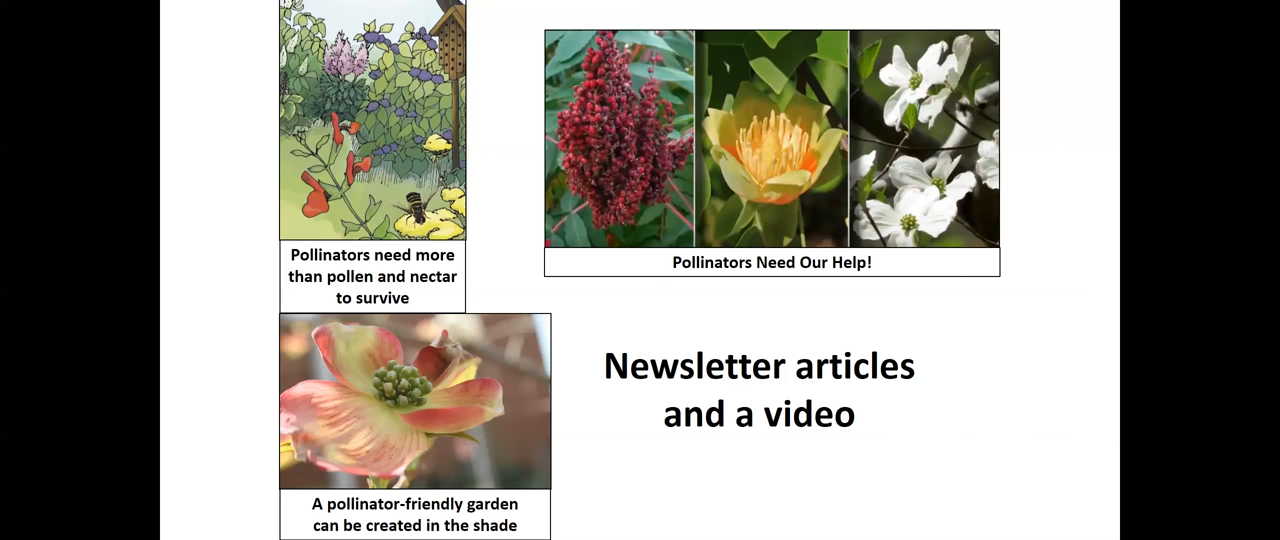 Pollinators need more
than pollen and nectar
to survive
Pollinators Need Our Help!
Newsletter articles
and a video
A pollinator-friendly garden
can be created in the shade